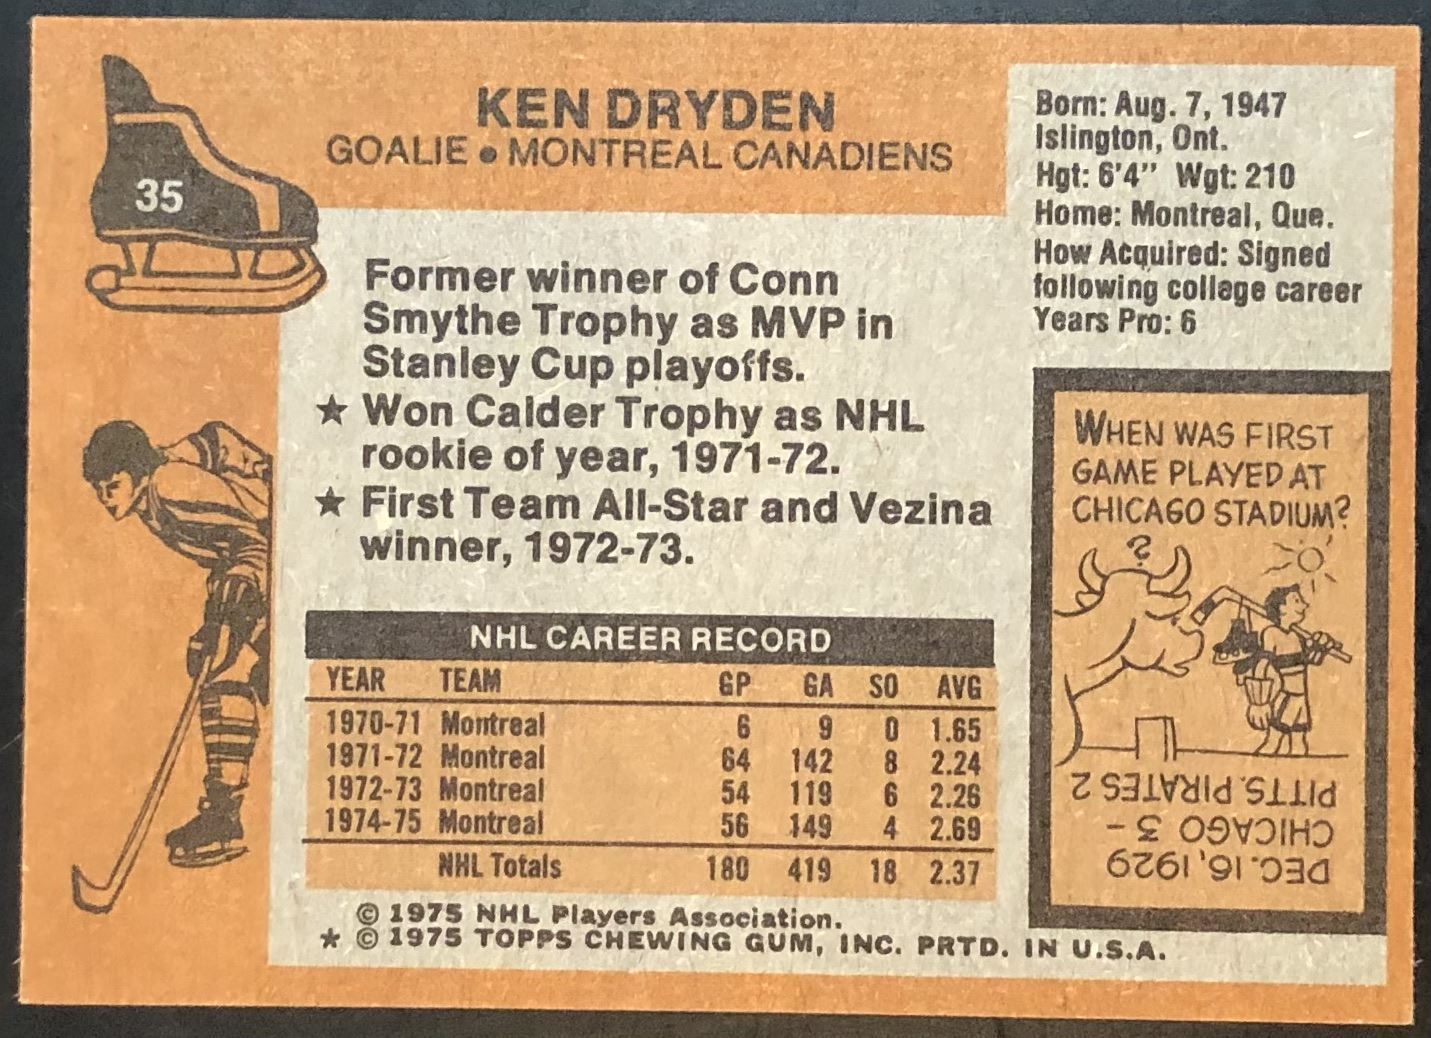 35
KEN DRYDEN
GOALIE • MONTREAL CANADIENS
Former winner of Conn
Smythe Trophy as MVP in
Stanley Cup playoffs.
★ Won Calder Trophy as NHL
rookie of year, 1971-72.
★ First Team All-Star and Vezina
winner, 1972-73.
NHL CAREER RECORD
YEAR TEAM GP GA SO AVG
1970-71 Montreal 6 9 0 1.65
1971-72 Montreal 64 142 8 2.24
1972-73 Montreal 54 119 6 2.26
1974-75 Montreal 56 149 4 2.69
NHL Totals 180 419 18 2.37
© 1975 NHL Players Association.
★ © 1975 TOPPS CHEWING GUM, INC. PRTD. IN U.S.A.
Born: Aug. 7, 1947
Islington, Ont.
Hgt: 6'4" Wgt: 210
Home: Montreal, Que.
How Acquired: Signed
following college career
Years Pro: 6
WHEN WAS FIRST
GAME PLAYED AT
CHICAGO STADIUM?
?
DEC. 16, 1929
CHICAGO 3 -
PITTS. PIRATES 2